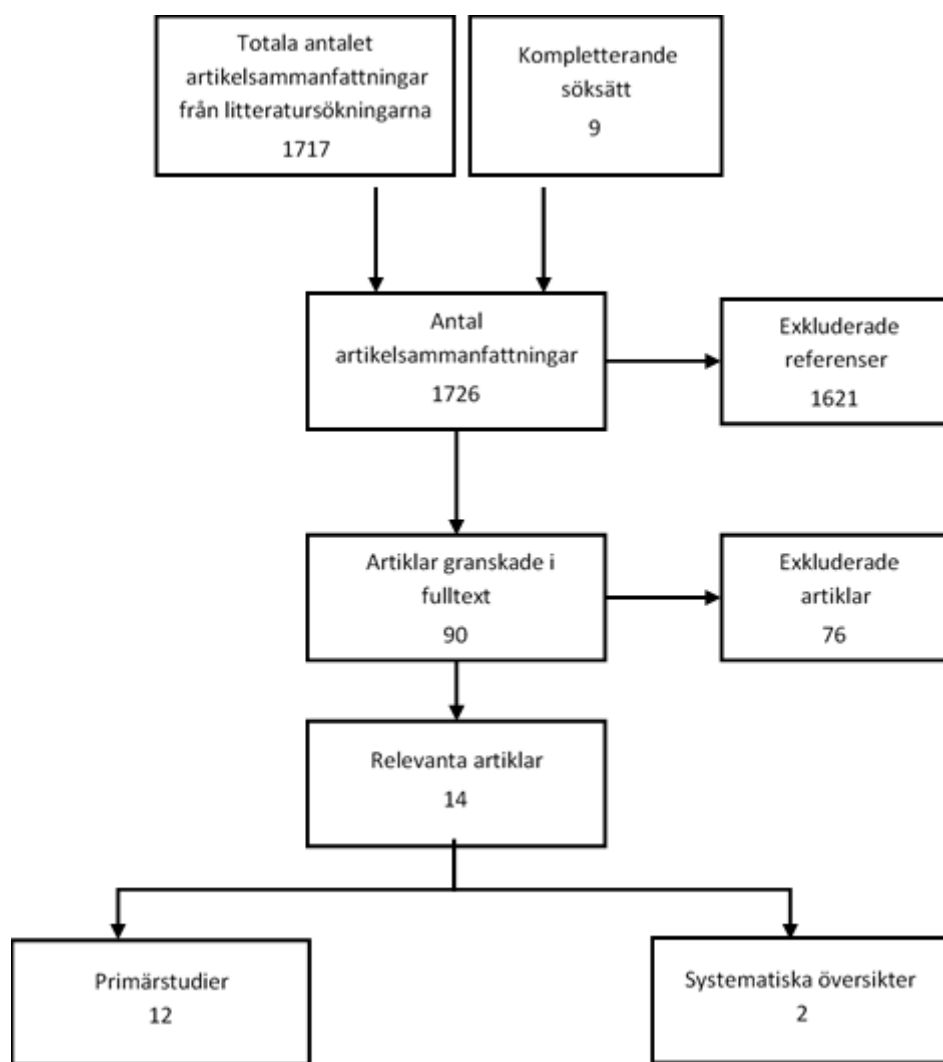 Totala antalet
artikelsammanfattningar
från litteratursökningarna
1717
Kompletterande
söksätt
9
Antal
artikelsammanfattningar
1726
Exkluderade
referenser
1621
Artiklar granskade i
fulltext
90
Exkluderade
artiklar
76
Relevanta artiklar
14
Primärstudier
12
Systematiska översikter
2